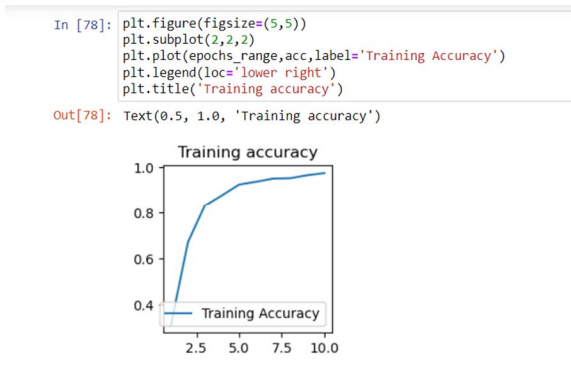 In [78]: plt.figure(figsize=(5,5))
plt.subplot(2,2,2)
plt.plot(epochs_range,acc,label='Training Accuracy')
plt.legend(loc='lower right')
plt.title('Training accuracy')
Out[78]: Text(0.5, 1.0, 'Training accuracy')
Training accuracy
1.0
0.8
0.6
0.4
Training Accuracy
2.5 5.0 7.5 10.0